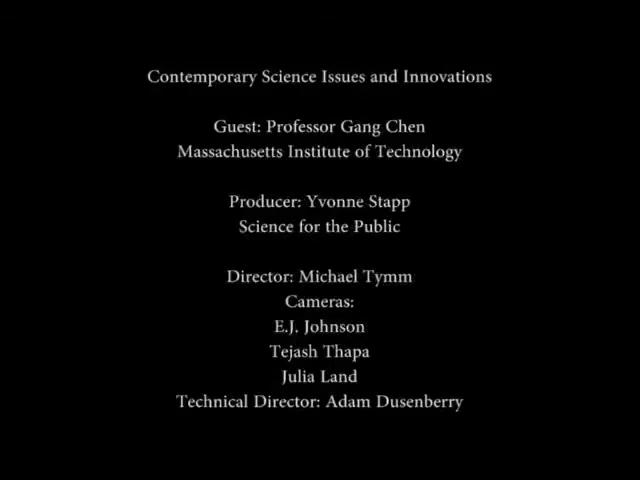 Contemporary Science Issues and Innovations
Guest: Professor Gang Chen
Massachusetts Institute of Technology
Producer: Yvonne Stapp
Science for the Public
Director: Michael Tymm
Cameras:
E.J. Johnson
Tejash Thapa
Julia Land
Technical Director: Adam Dusenberry